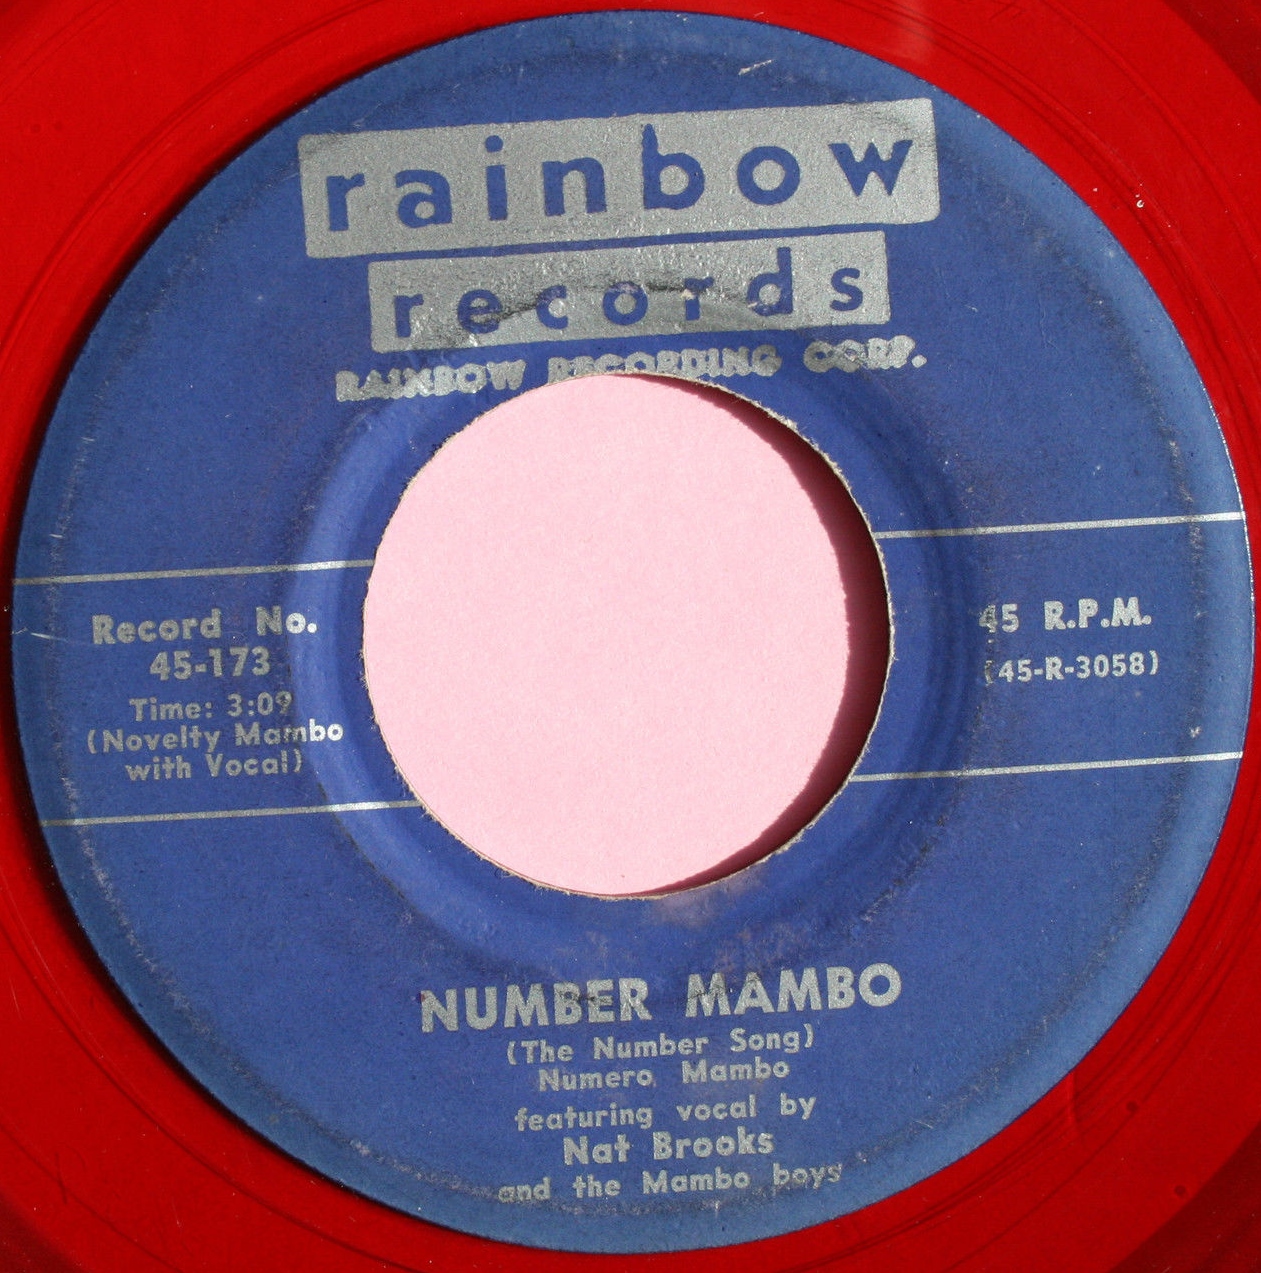 rainbow
records
RAINBOW RECORDING CORP.
Record No.
45-173
Time: 3:09
(Novelty Mambo
with Vocal)
45 R.P.M.
(45-R-3058)
NUMBER MAMBO
(The Number Song)
Numero Mambo
featuring vocal by
Nat Brooks
and the Mambo boys